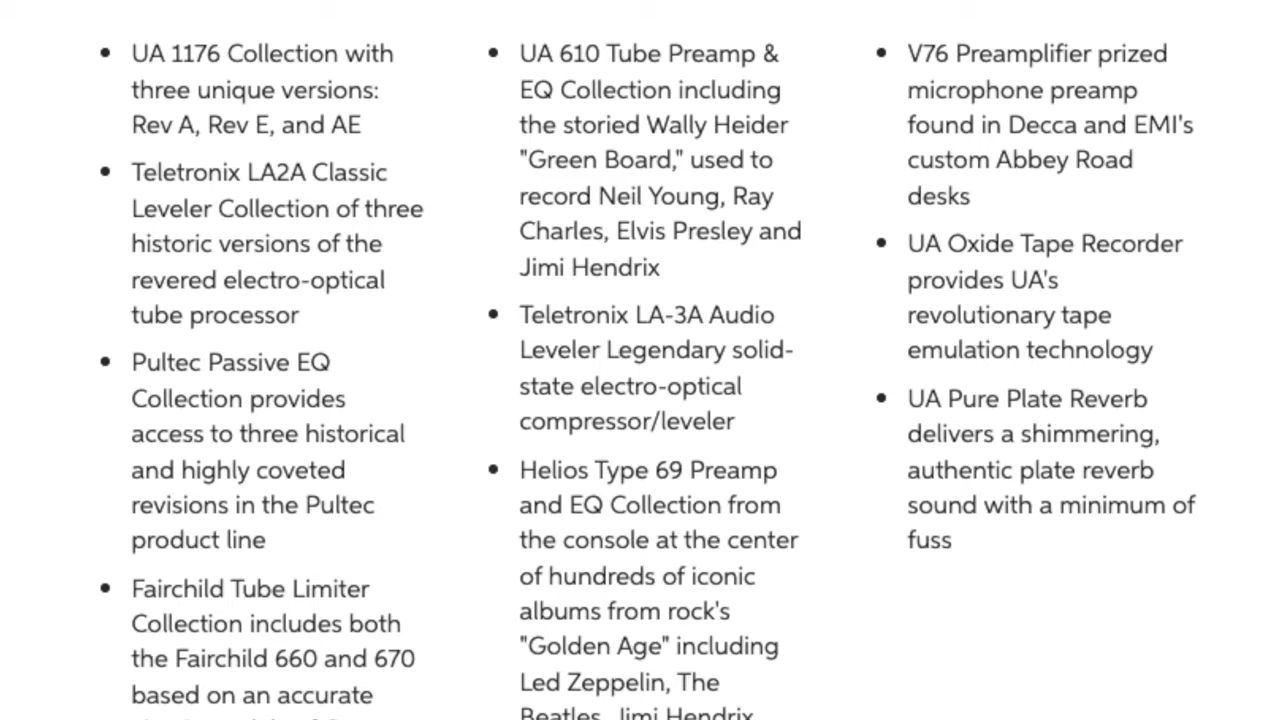 UA 1176 Collection with
three unique versions:
Rev A, Rev E, and AE
Teletronix LA2A Classic
Leveler Collection of three
historic versions of the
revered electro-optical
tube processor
Pultec Passive EQ
Collection provides
access to three historical
and highly coveted
revisions in the Pultec
product line
Fairchild Tube Limiter
Collection includes both
the Fairchild 660 and 670
based on an accurate
UA 610 Tube Preamp &
EQ Collection including
the storied Wally Heider
"Green Board," used to
record Neil Young, Ray
Charles, Elvis Presley and
Jimi Hendrix
Teletronix LA-3A Audio
Leveler Legendary solid-
state electro-optical
compressor/leveler
Helios Type 69 Preamp
and EQ Collection from
the console at the center
of hundreds of iconic
albums from rock's
"Golden Age" including
Led Zeppelin, The
Beatles, Jimi Hendrix
V76 Preamplifier prized
microphone preamp
found in Decca and EMI's
custom Abbey Road
desks
UA Oxide Tape Recorder
provides UA's
revolutionary tape
emulation technology
UA Pure Plate Reverb
delivers a shimmering,
authentic plate reverb
sound with a minimum of
fuss